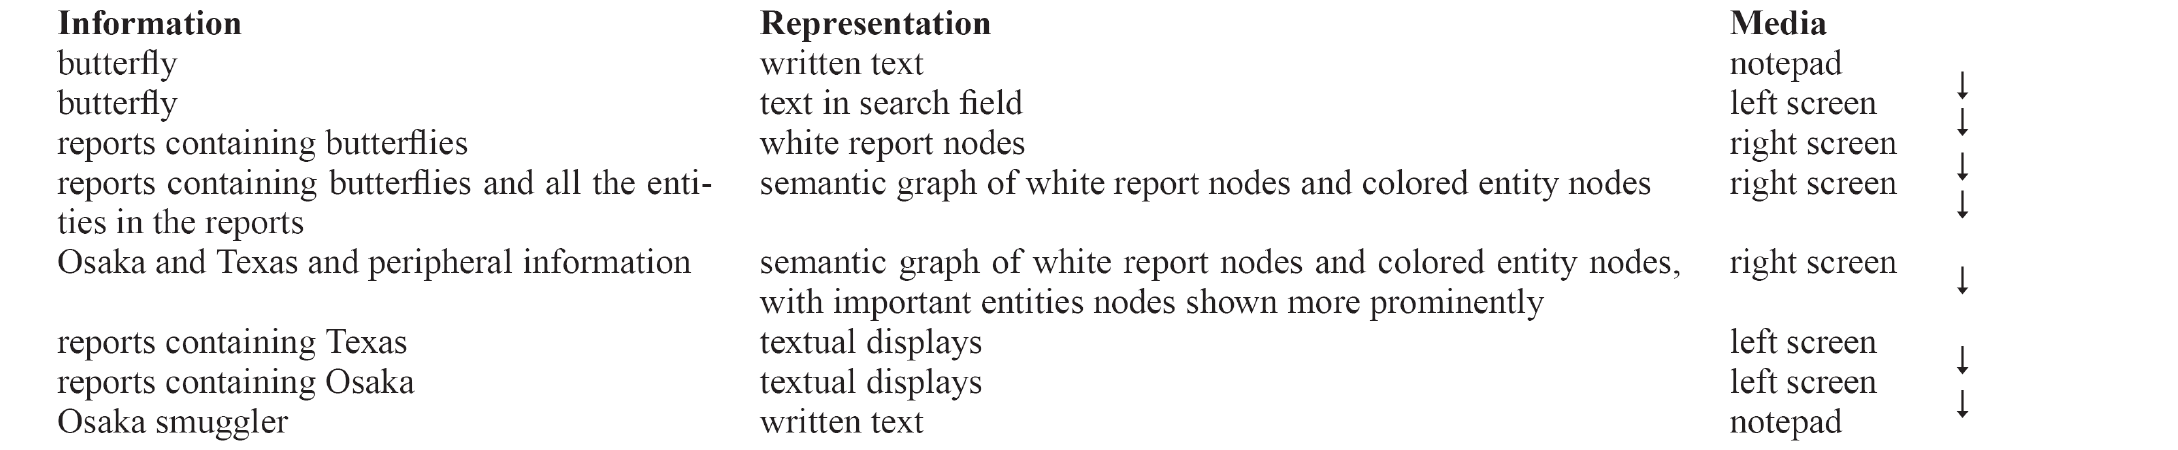 Information Representation Media
butterfly written text notepad
butterfly text in search field left screen
reports containing butterflies white report nodes right screen
reports containing butterflies and all the enti- semantic graph of white report nodes and colored entity nodes right screen
ties in the reports
Osaka and Texas and peripheral information semantic graph of white report nodes and colored entity nodes, right screen
with important entities nodes shown more prominently
reports containing Texas textual displays left screen
reports containing Osaka textual displays left screen
Osaka smuggler written text notepad